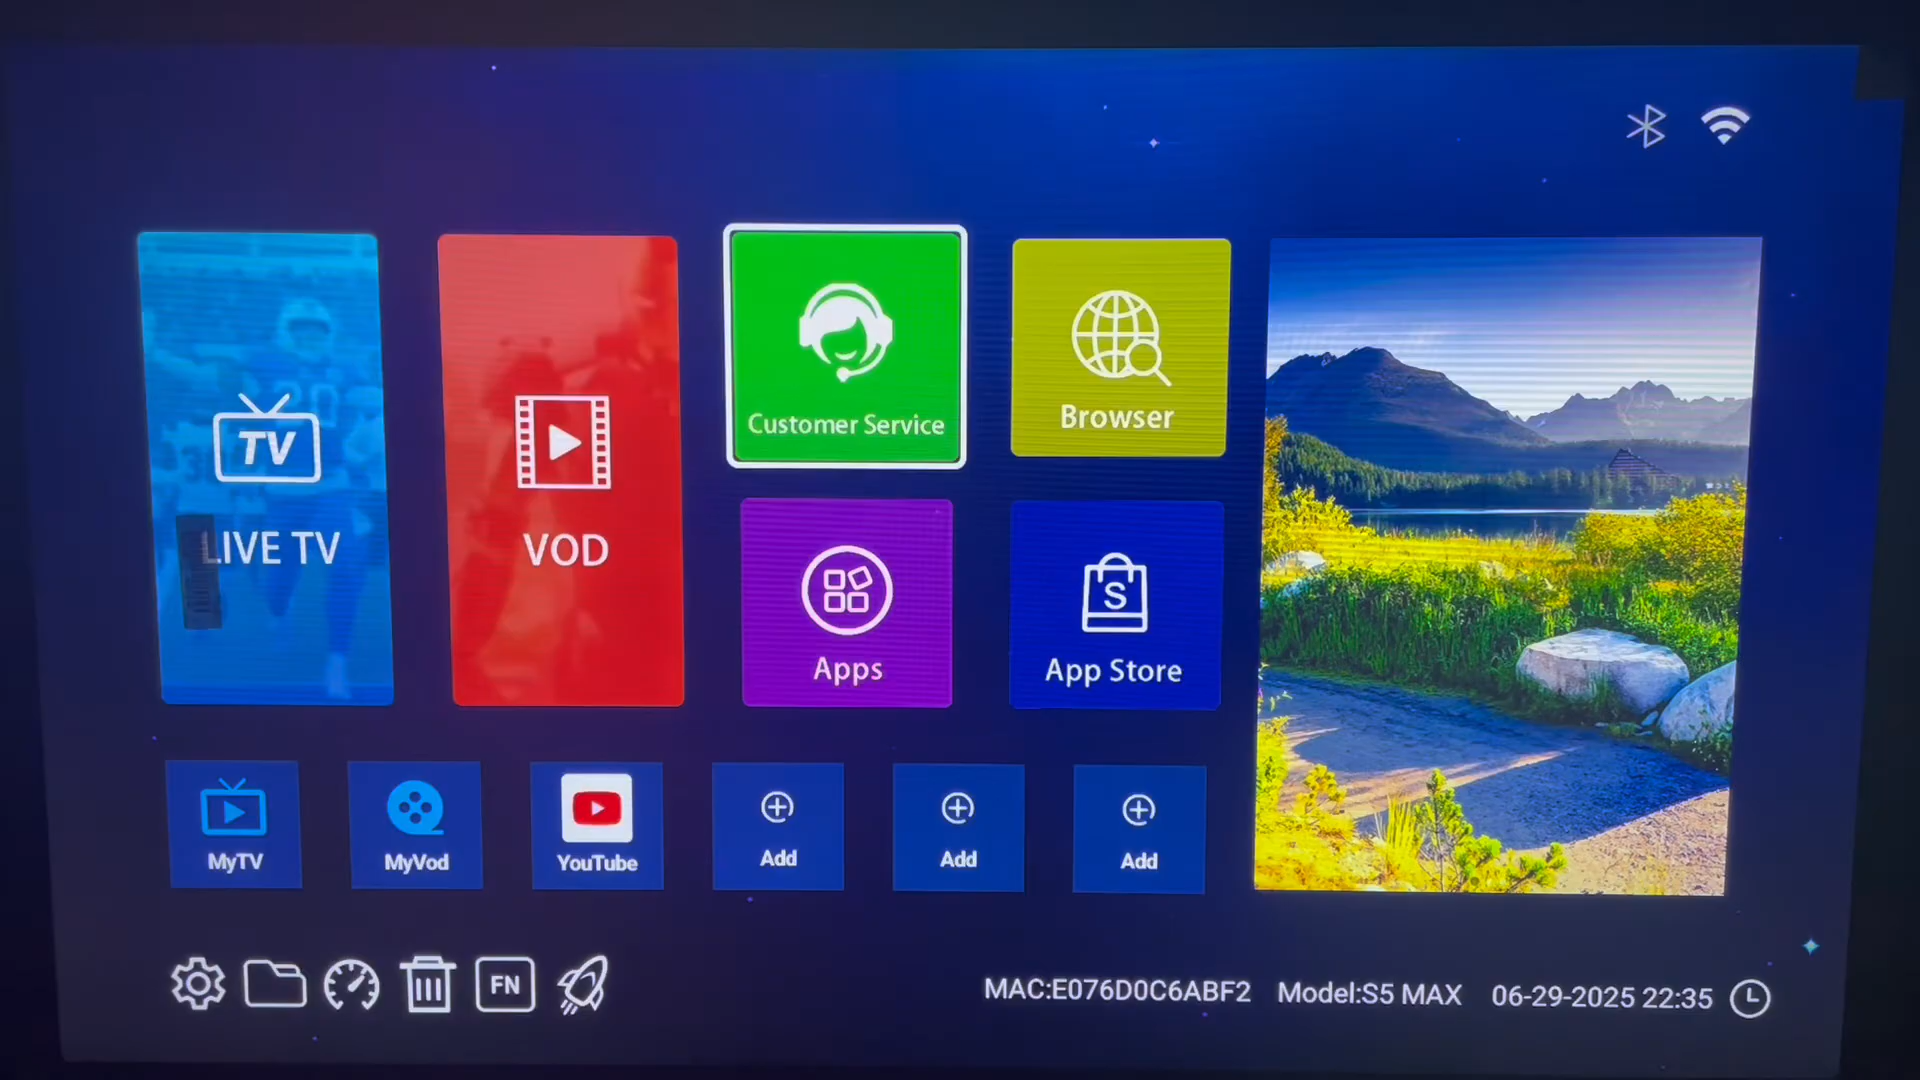 TV
LIVE TV
VOD
Customer Service
Browser
Apps
S
App Store
MyTV
MyVod
YouTube
Add
Add
Add
FN
MAC:E076D0C6ABF2 Model:S5 MAX 06-29-2025 22:35